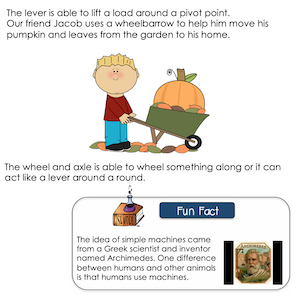 The lever is able to lift a load around a pivot point.
Our friend Jacob uses a wheelbarrow to help him move his
pumpkin and leaves from the garden to his home.
The wheel and axle is able to wheel something along or it can
act like a lever around a round.
Fun Fact
The idea of simple machines came
from a Greek scientist and inventor
named Archimedes. One difference
between humans and other animals
is that humans use machines.
ARCHIMEDES